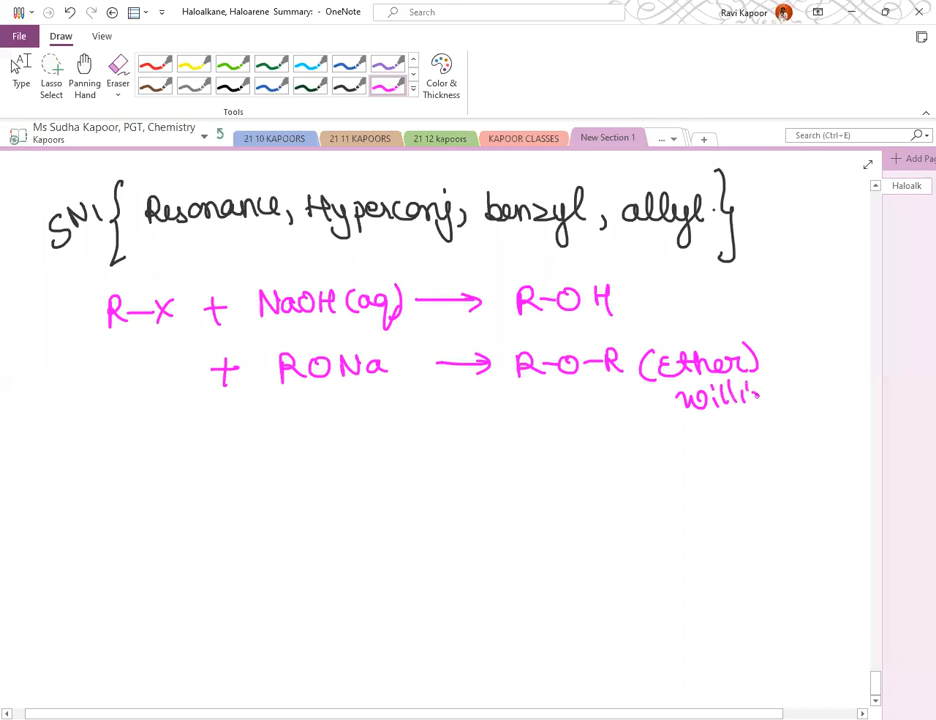 Haloalkane, Haloarene Summary: - OneNote
Search
Ravi Kapoor
File
Draw
View
Type
Lasso Select
Panning Hand
Eraser
Color & Thickness
Tools
Ms Sudha Kapoor, PGT, Chemistry
Kapoors
21 10 KAPOORS
21 11 KAPOORS
21 12 kapoors
KAPOOR CLASSES
New Section 1
...
Search (Ctrl+E)
Add Pag
Haloalk
SN1 { Resonance, Hyperconj, benzyl, allyl. }
R-X + NaOH(aq) → R-OH
+ RONa → R-O-R (Ether)
willi